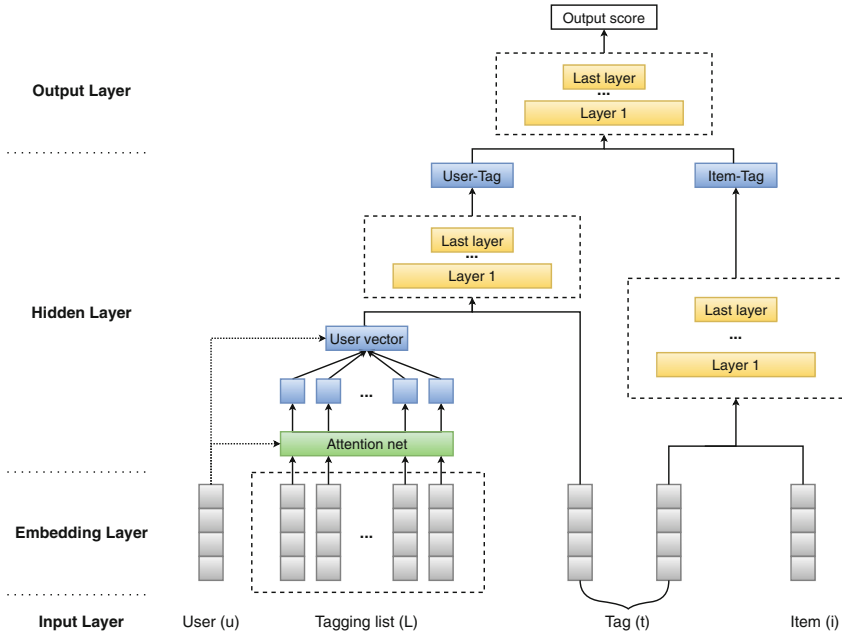 Output score
Output Layer
Last layer
...
Layer 1
User-Tag
Item-Tag
Last layer
...
Layer 1
Hidden Layer
Last layer
...
Layer 1
User vector
...
Attention net
Embedding Layer
...
Input Layer
User (u)
Tagging list (L)
Tag (t)
Item (i)